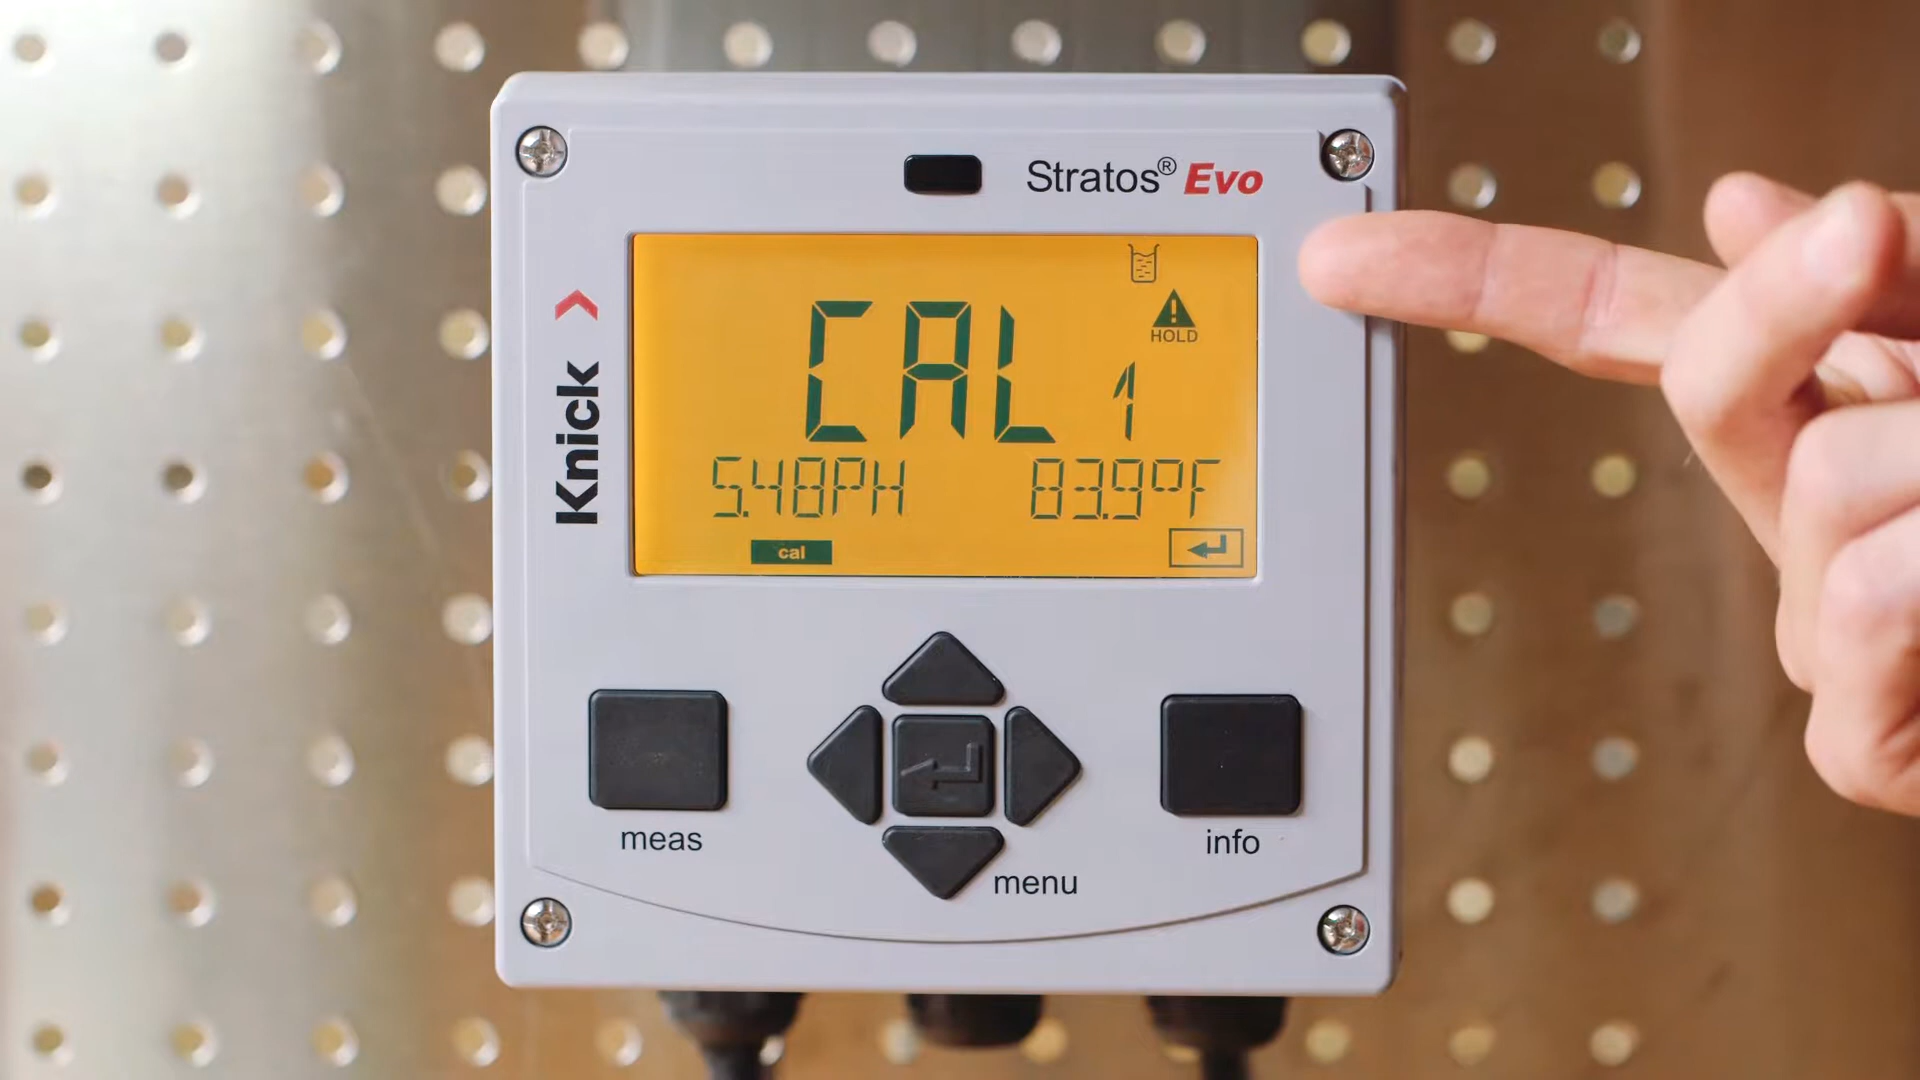 Stratos® Evo
Knick
HOLD
CAL 1
5.48PH 83.9°F
cal
meas
menu
info